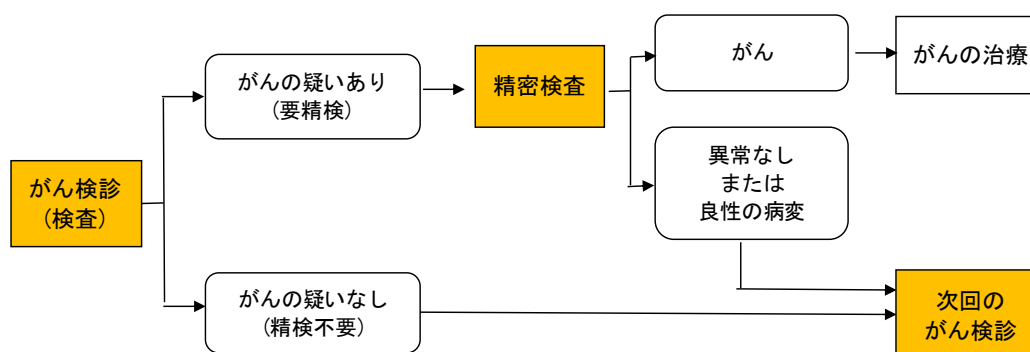 がん検診
(検査)
がんの疑いあり
(要精検)
精密検査
がん
がんの治療
異常なし
または
良性の病変
がんの疑いなし
(精検不要)
次回の
がん検診